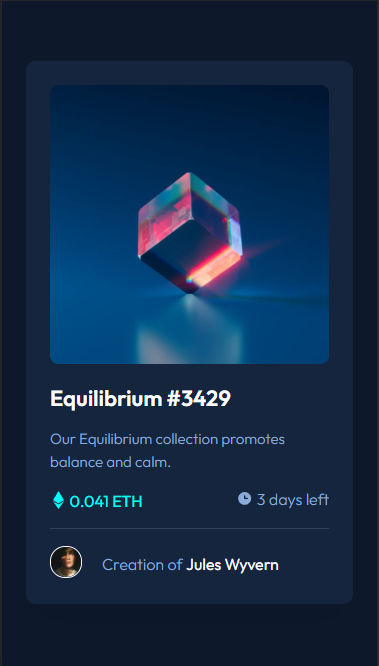 Equilibrium #3429
Our Equilibrium collection promotes
balance and calm.
0.041 ETH
3 days left
Creation of Jules Wyvern